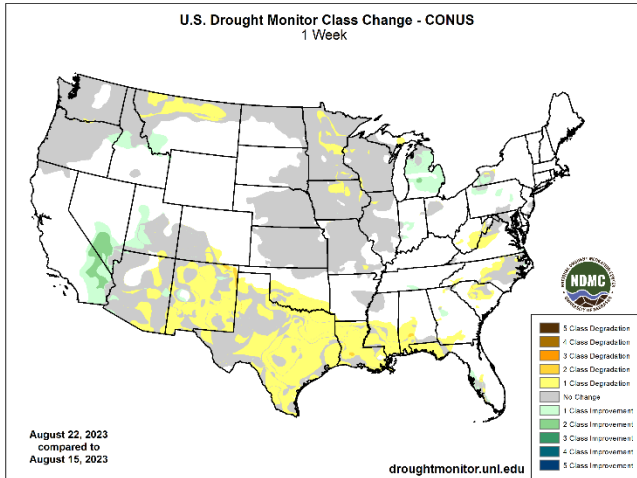 U.S. Drought Monitor Class Change - CONUS
1 Week
NDMC
5 Class Degradation
4 Class Degradation
3 Class Degradation
2 Class Degradation
1 Class Degradation
No Change
1 Class Improvement
2 Class Improvement
3 Class Improvement
4 Class Improvement
5 Class Improvement
August 22, 2023
compared to
August 15, 2023
droughtmonitor.unl.edu